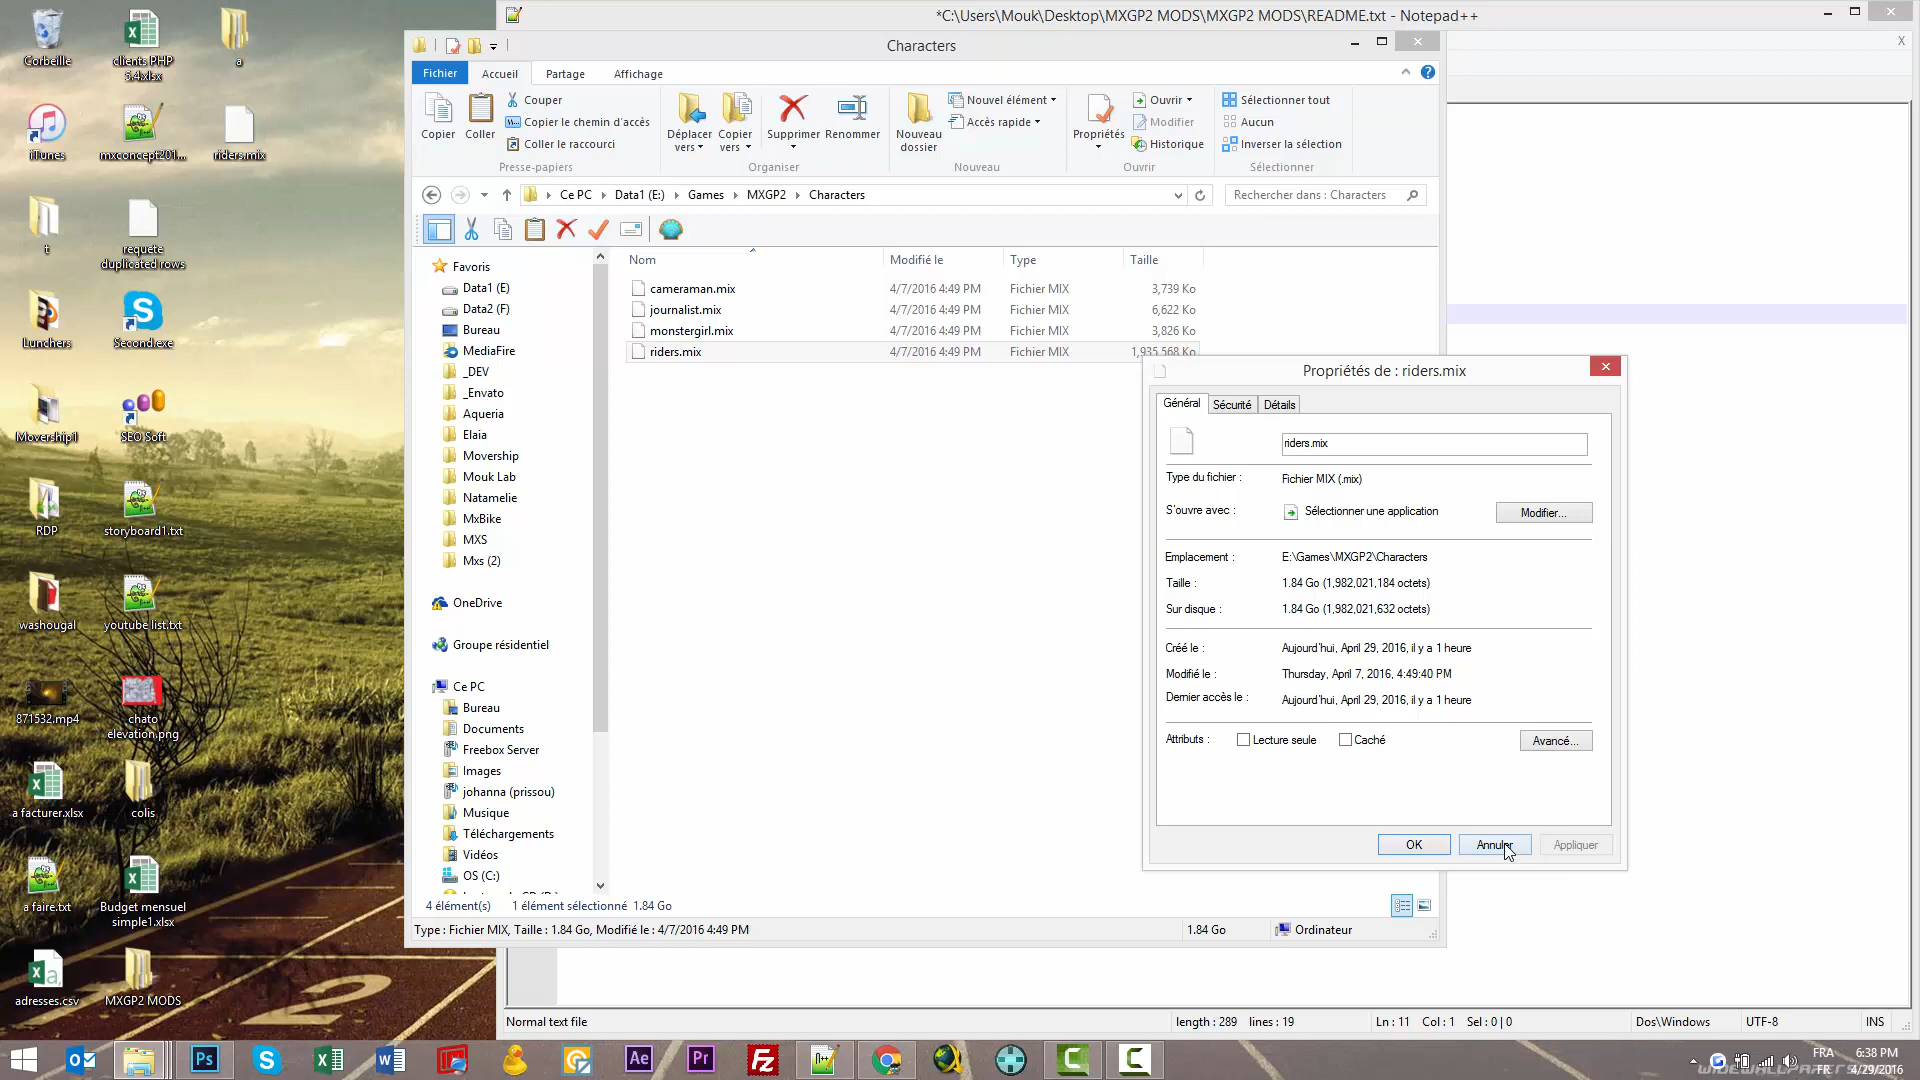 *C:\Users\Mouk\Desktop\MXGP2 MODS\MXGP2 MODS\README.txt - Notepad++
Corbeille
clients PHP 5.4.xlsx
a
iTunes
mxconcept201...
riders.mix
t
requete duplicated rows
Lunchers
Second.exe
Movership1
SEO Soft
RDP
storyboard1.txt
washougal
youtube list.txt
871532.mp4
chato elevation.png
a facturer.xlsx
colis
a faire.txt
Budget mensuel simple1.xlsx
adresses.csv
MXGP2 MODS
Characters
Fichier
Accueil
Partage
Affichage
Copier
Coller
Couper
Copier le chemin d'accès
Coller le raccourci
Presse-papiers
Déplacer vers
Copier vers
Supprimer
Renommer
Organiser
Nouveau dossier
Nouvel élément
Accès rapide
Nouveau
Propriétés
Ouvrir
Modifier
Historique
Ouvrir
Sélectionner tout
Aucun
Inverser la sélection
Sélectionner
Ce PC
Data1 (E:)
Games
MXGP2
Characters
Rechercher dans : Characters
Nom
Modifié le
Type
Taille
cameraman.mix 4/7/2016 4:49 PM Fichier MIX 3,739 Ko
journalist.mix 4/7/2016 4:49 PM Fichier MIX 6,622 Ko
monstergirl.mix 4/7/2016 4:49 PM Fichier MIX 3,826 Ko
riders.mix 4/7/2016 4:49 PM Fichier MIX 1,935,568 Ko
Favoris
Data1 (E)
Data2 (F)
Bureau
MediaFire
_DEV
_Envato
Aqueria
Elaia
Movership
Mouk Lab
Natamelie
MxBike
MXS
Mxs (2)
OneDrive
Groupe résidentiel
Ce PC
Bureau
Documents
Freebox Server
Images
johanna (prissou)
Musique
Téléchargements
Vidéos
OS (C:)
4 élément(s)
1 élément sélectionné 1.84 Go
Type : Fichier MIX, Taille : 1.84 Go, Modifié le : 4/7/2016 4:49 PM
1.84 Go
Ordinateur
Propriétés de : riders.mix
Général
Sécurité
Détails
riders.mix
Type du fichier : Fichier MIX (.mix)
S'ouvre avec : Sélectionner une application
Modifier...
Emplacement : E:\Games\MXGP2\Characters
Taille : 1.84 Go (1,982,021,184 octets)
Sur disque : 1.84 Go (1,982,021,632 octets)
Créé le : Aujourd'hui, April 29, 2016, il y a 1 heure
Modifié le : Thursday, April 7, 2016, 4:49:40 PM
Dernier accès le : Aujourd'hui, April 29, 2016, il y a 1 heure
Attributs :
Lecture seule
Caché
Avancé...
OK
Annuler
Appliquer
Normal text file
length : 289 lines : 19
Ln : 11 Col : 1 Sel : 0 | 0
Dos\Windows
UTF-8
INS
Ps
Ae
Pr
Fz
FRA
FR
6:38 PM
4/29/2016